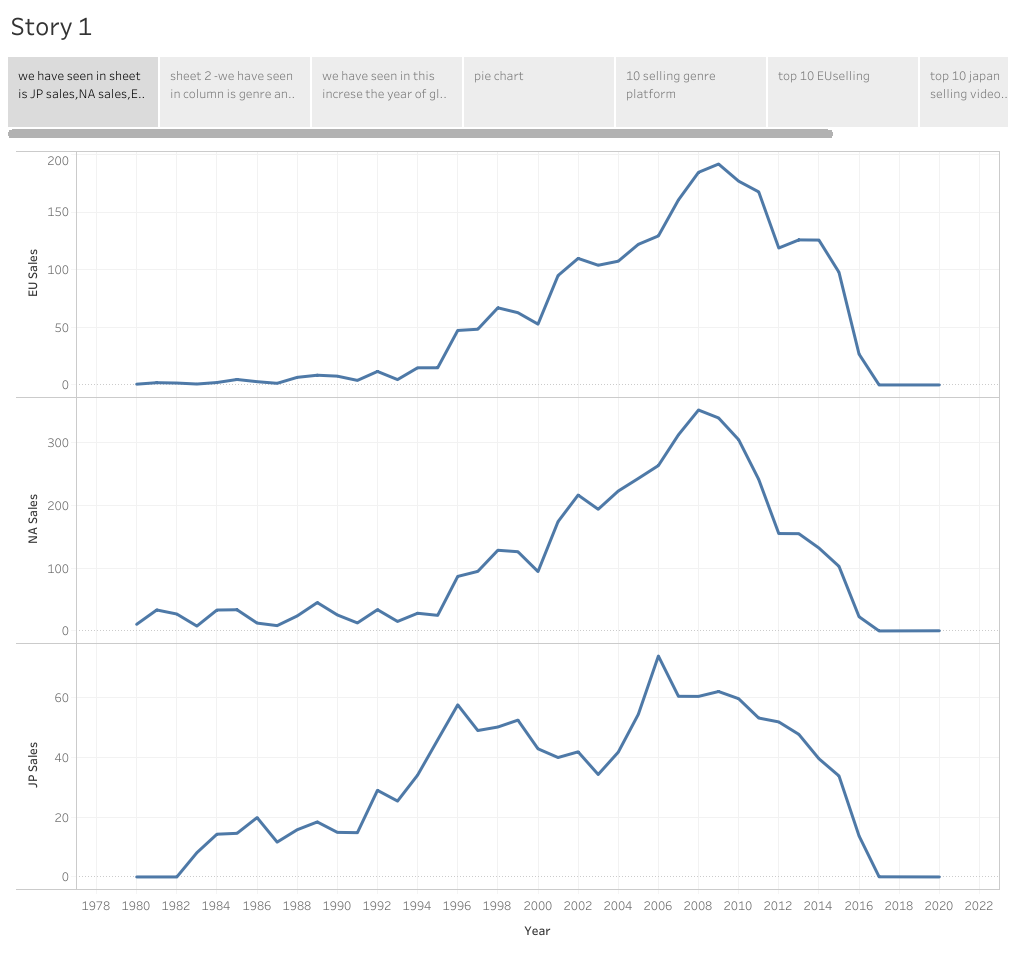 Story 1
we have seen in sheet
is JP sales,NA sales,E..
sheet 2 -we have seen
in column is genre an..
we have seen in this
increse the year of gl..
pie chart
10 selling genre
platform
top 10 EUselling
top 10 japan
selling video..
200
150
100
50
0
EU Sales
300
200
100
0
NA Sales
60
40
20
0
JP Sales
1978 1980 1982 1984 1986 1988 1990 1992 1994 1996 1998 2000 2002 2004 2006 2008 2010 2012 2014 2016 2018 2020 2022
Year